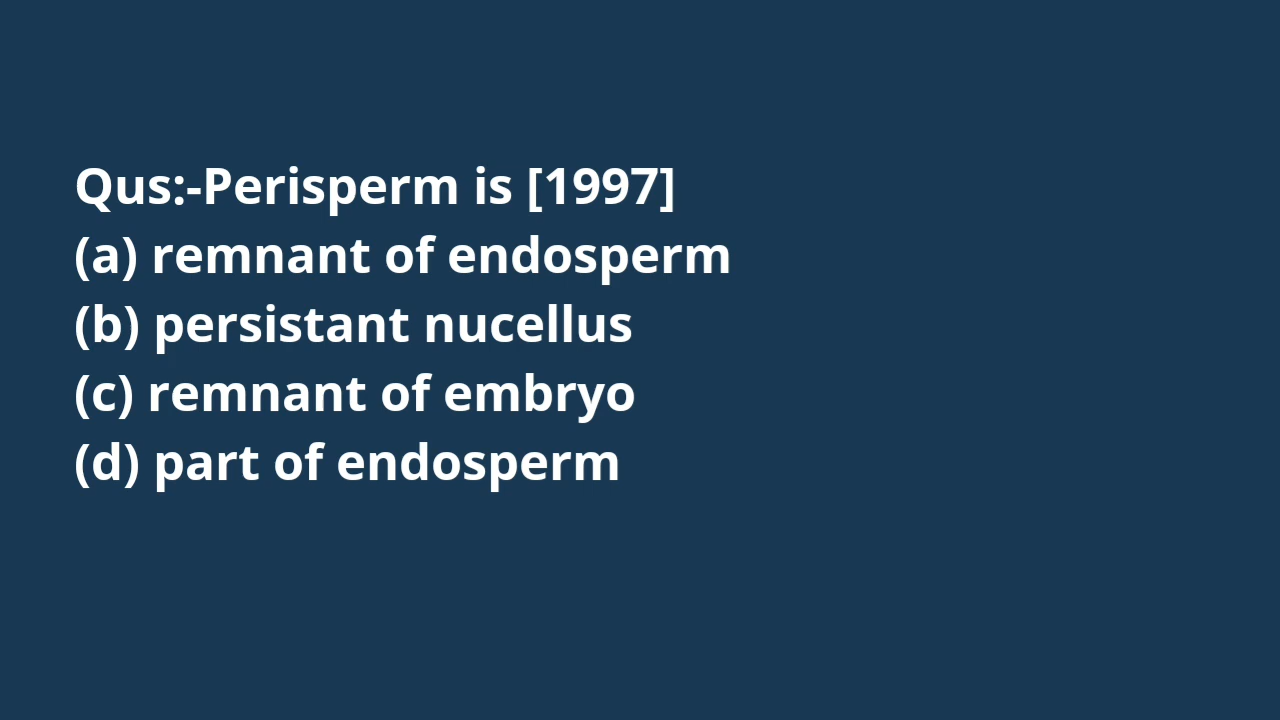 Qus:-Perisperm is [1997]
(a) remnant of endosperm
(b) persistant nucellus
(c) remnant of embryo
(d) part of endosperm